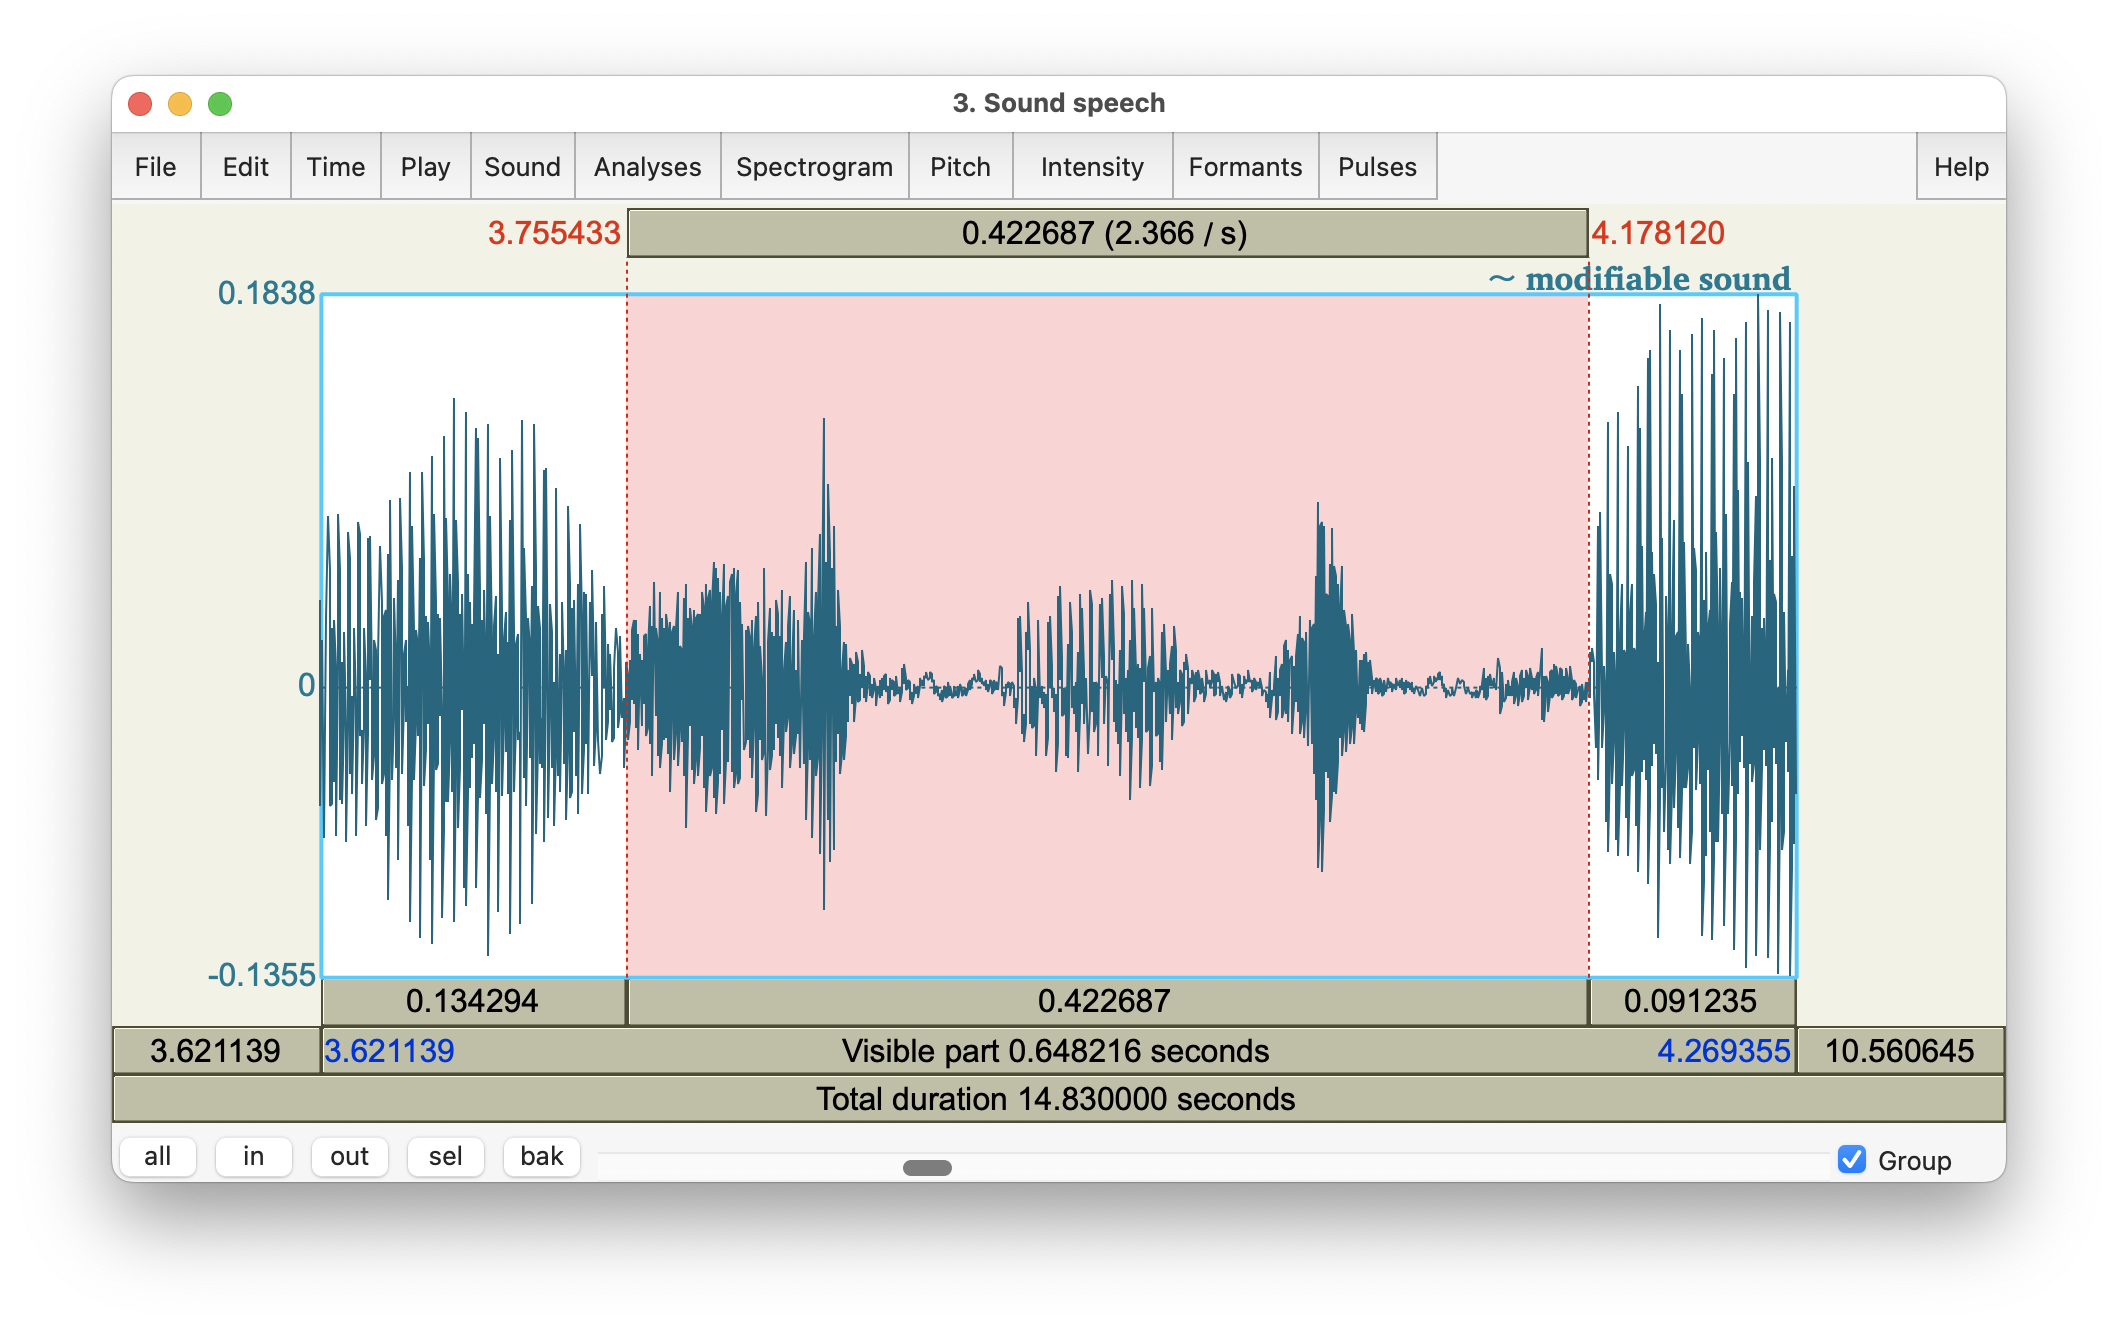 3. Sound speech
File Edit Time Play Sound Analyses Spectrogram Pitch Intensity Formants Pulses Help
3.755433 0.422687 (2.366 / s) 4.178120
~ modifiable sound
0.1838
0
-0.1355
0.134294 0.422687 0.091235
3.621139 3.621139 Visible part 0.648216 seconds 4.269355 10.560645
Total duration 14.830000 seconds
all in out sel bak Group